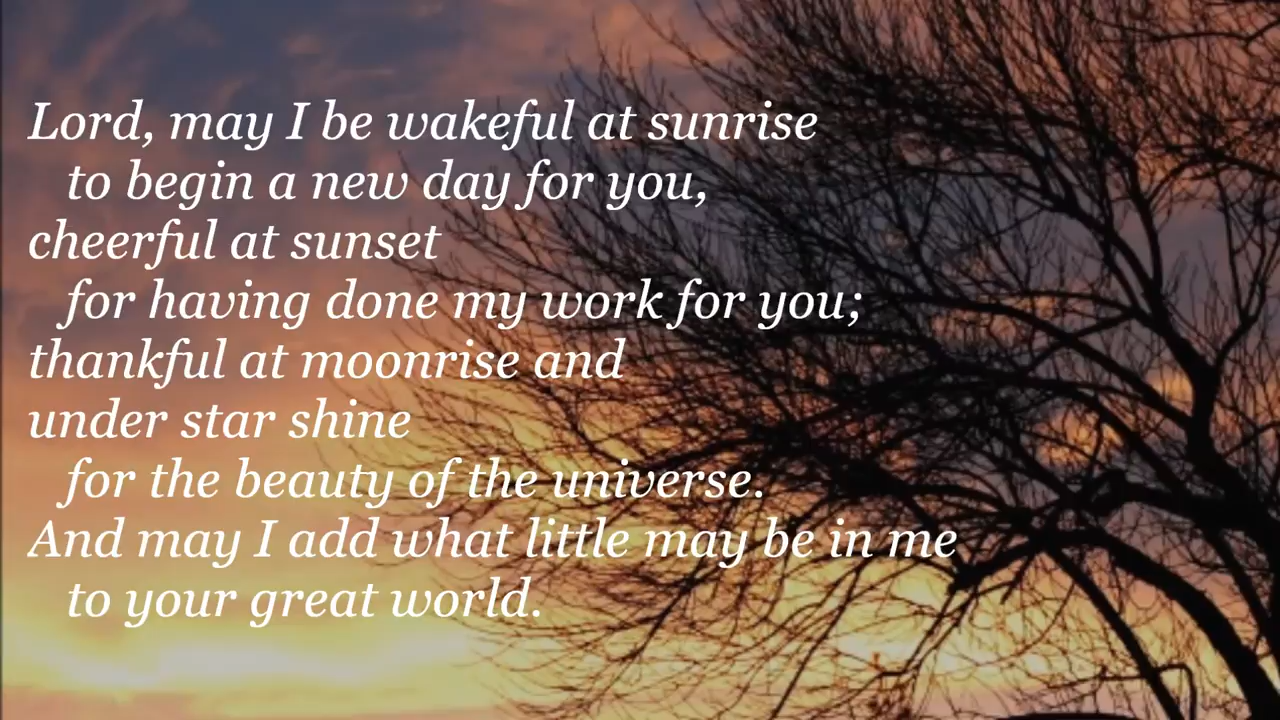 Lord, may I be wakeful at sunrise
to begin a new day for you,
cheerful at sunset
for having done my work for you;
thankful at moonrise and
under star shine
for the beauty of the universe.
And may I add what little may be in me
to your great world.